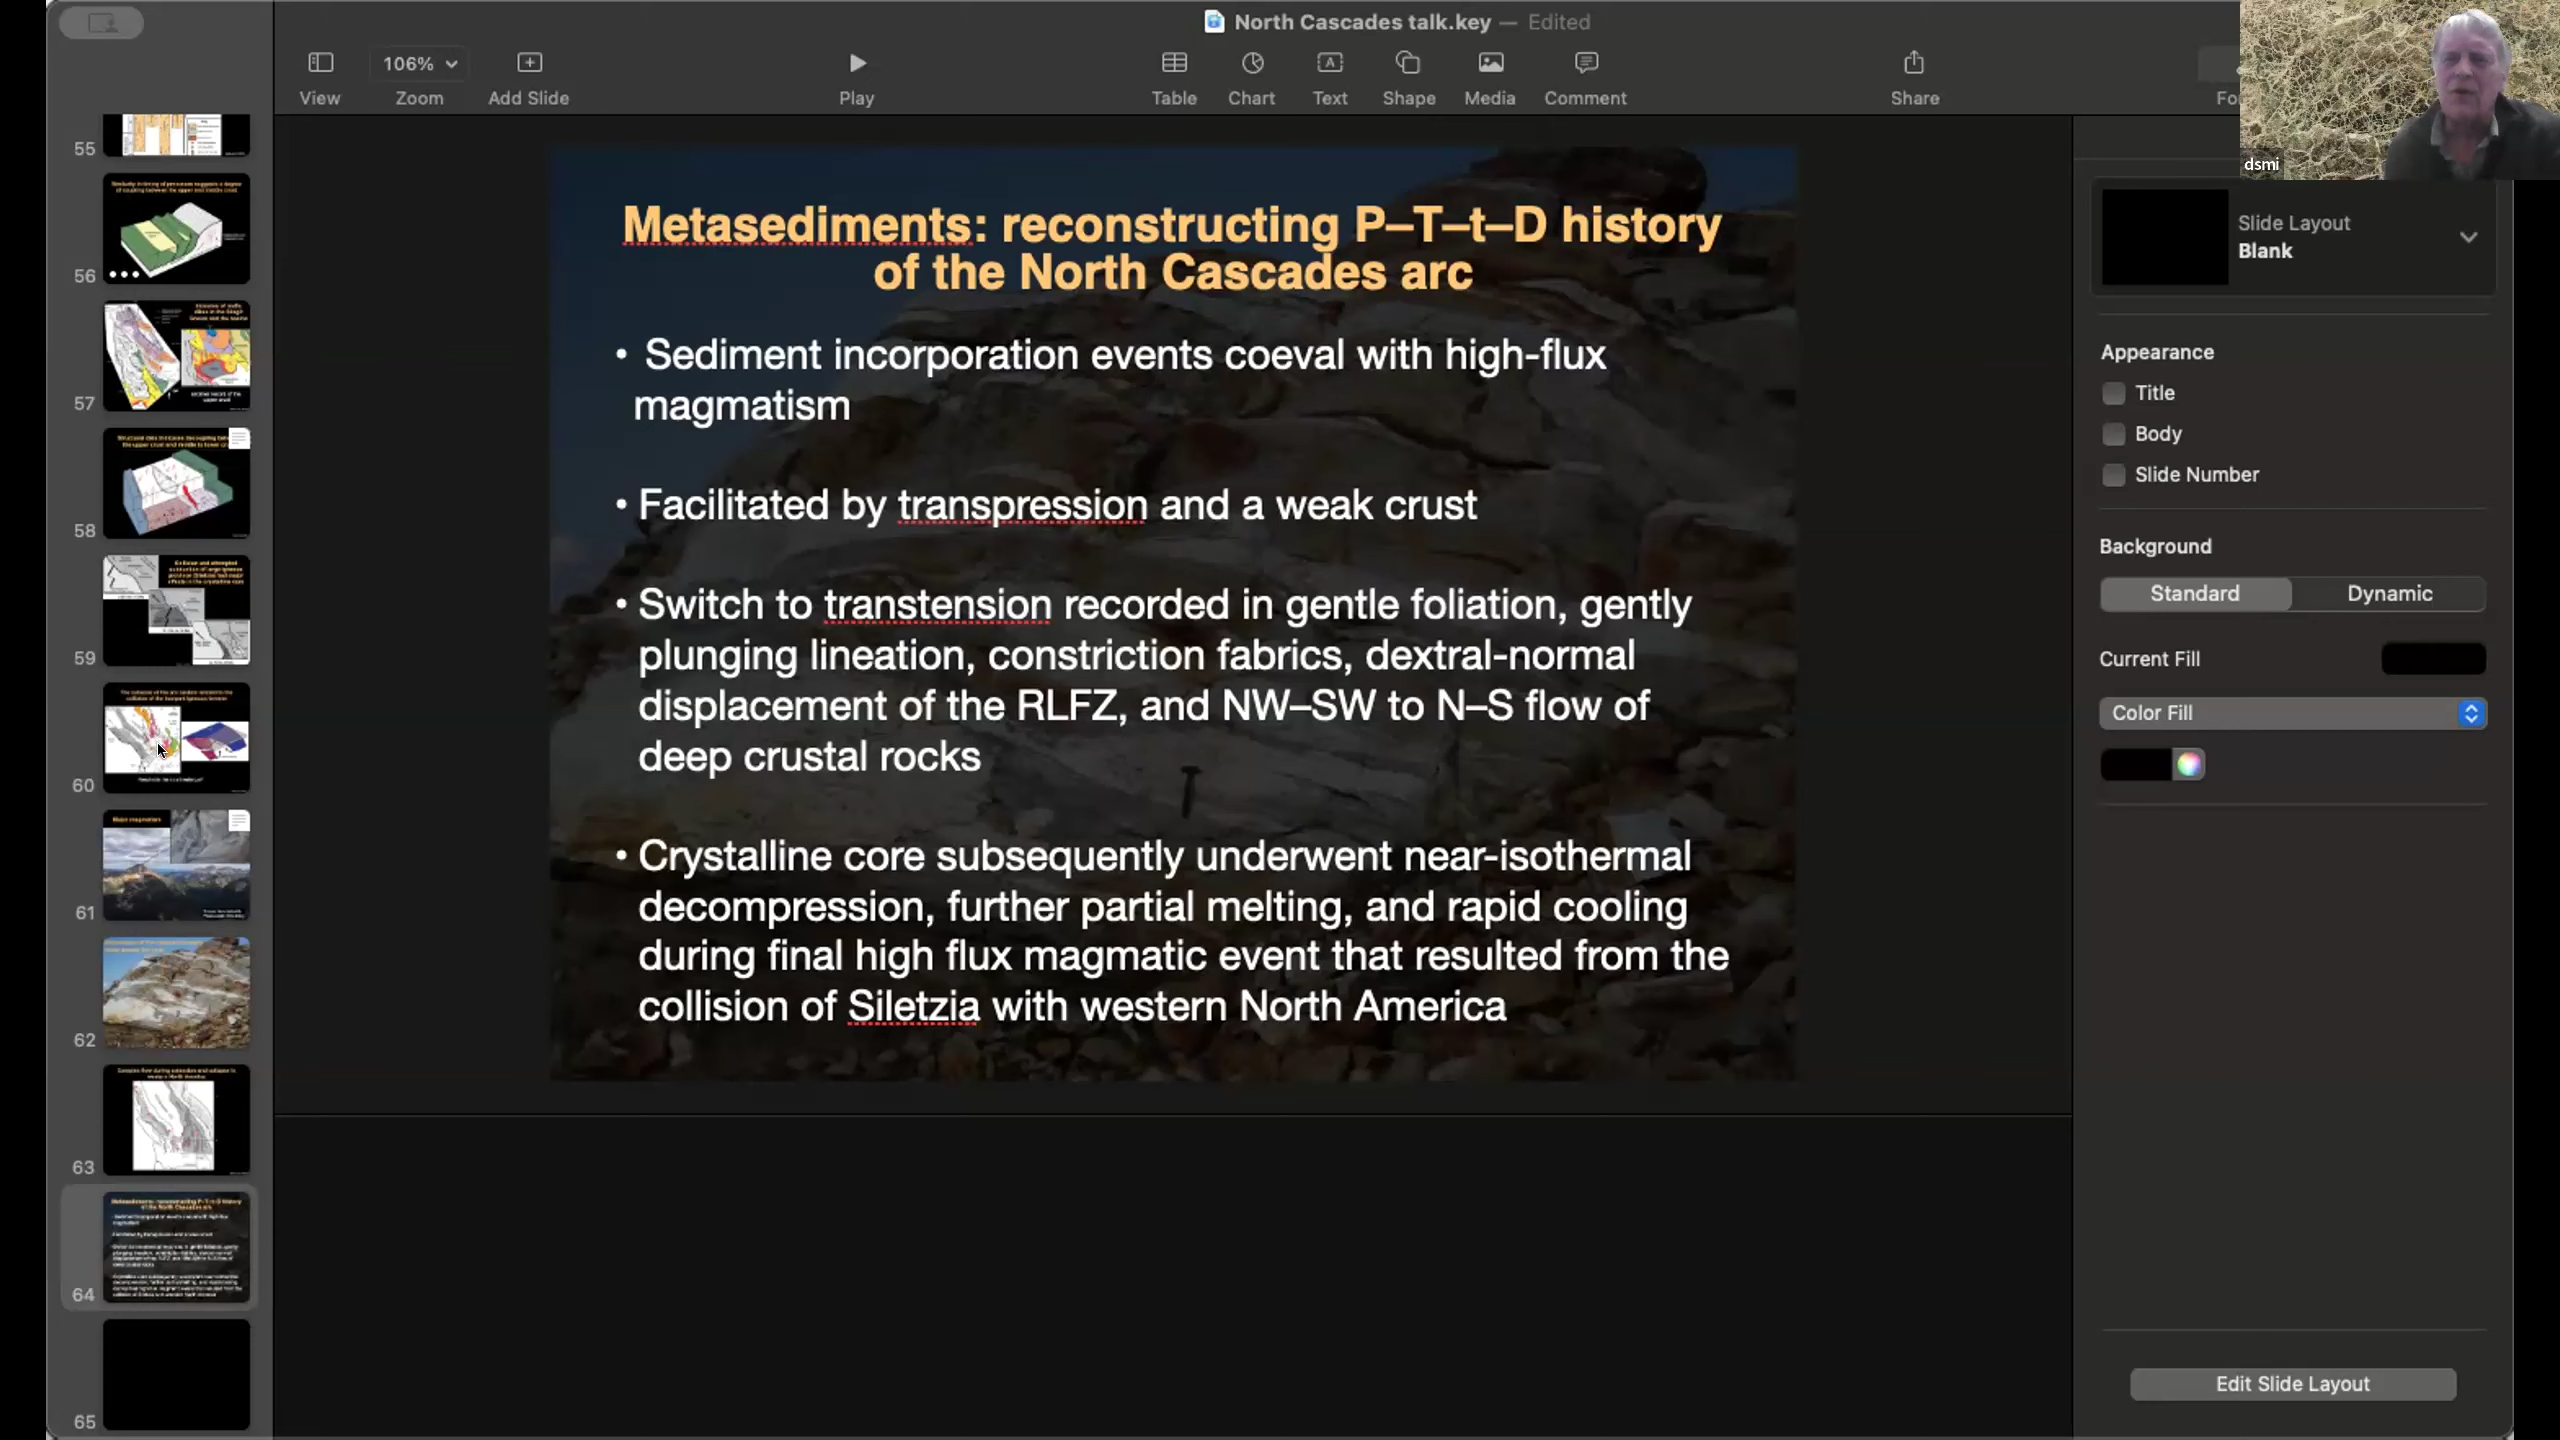 North Cascades talk.key — Edited
106%
View
Zoom
Add Slide
Play
Table
Chart
Text
Shape
Media
Comment
Share
dsmi
55
56
57
58
59
60
61
62
63
64
65
Metasediments: reconstructing P–T–t–D history
of the North Cascades arc
• Sediment incorporation events coeval with high-flux
magmatism
• Facilitated by transpression and a weak crust
• Switch to transtension recorded in gentle foliation, gently
plunging lineation, constriction fabrics, dextral-normal
displacement of the RLFZ, and NW–SW to N–S flow of
deep crustal rocks
• Crystalline core subsequently underwent near-isothermal
decompression, further partial melting, and rapid cooling
during final high flux magmatic event that resulted from the
collision of Siletzia with western North America
Slide Layout
Blank
Appearance
Title
Body
Slide Number
Background
Standard
Dynamic
Current Fill
Color Fill
Edit Slide Layout